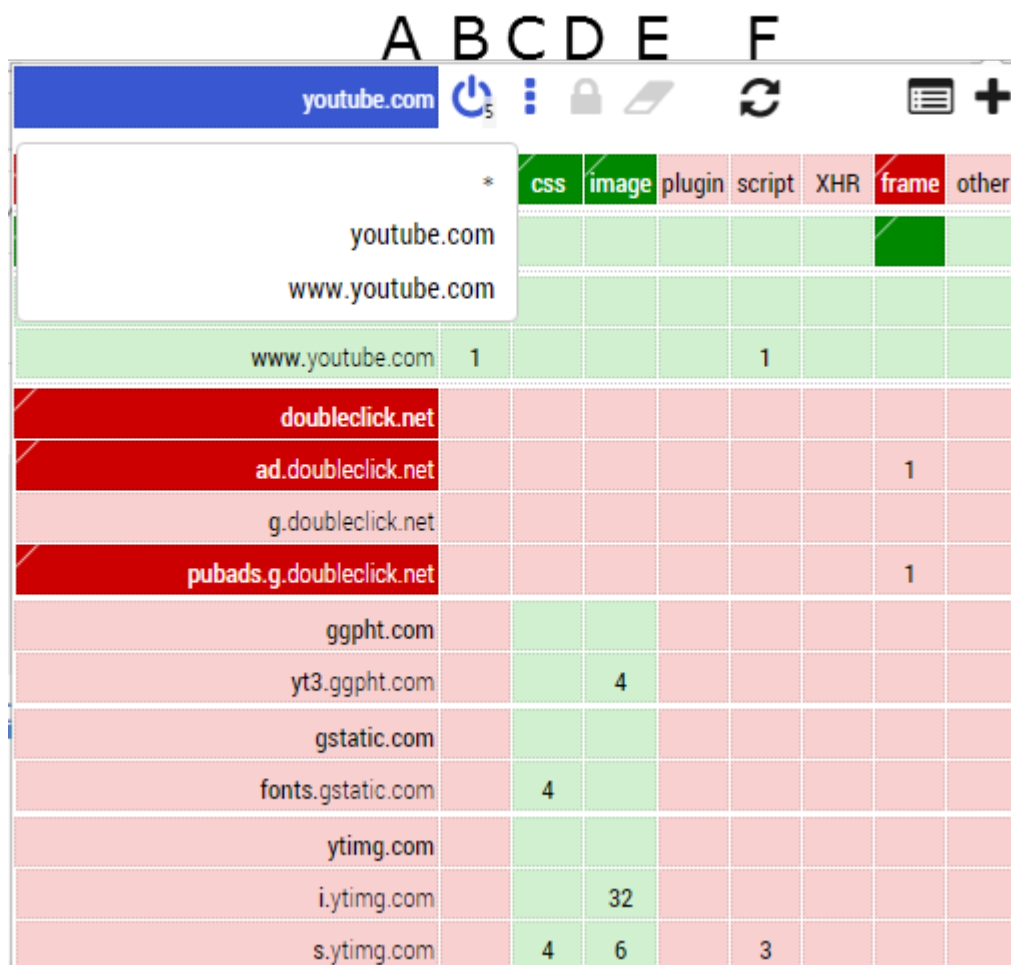 A B C D E F
youtube.com 5
*
youtube.com
www.youtube.com
css image plugin script XHR frame other
www.youtube.com 1 1
doubleclick.net
ad.doubleclick.net 1
g.doubleclick.net
pubads.g.doubleclick.net 1
ggpht.com
yt3.ggpht.com 4
gstatic.com
fonts.gstatic.com 4
ytimg.com
i.ytimg.com 32
s.ytimg.com 4 6 3